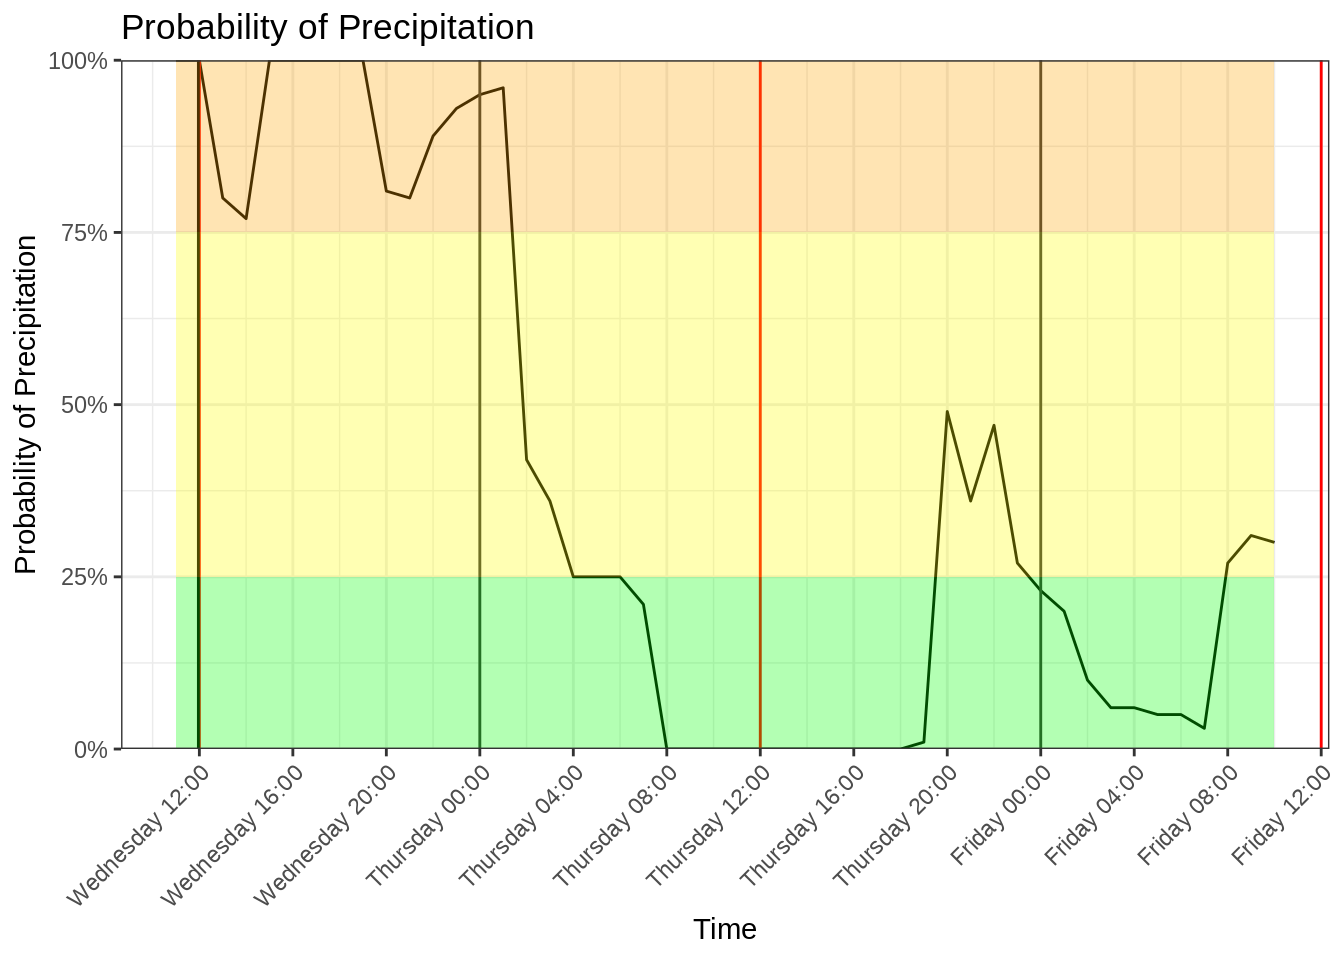 Probability of Precipitation
Probability of Precipitation
100%
75%
50%
25%
0%
Wednesday 12:00
Wednesday 16:00
Wednesday 20:00
Thursday 00:00
Thursday 04:00
Thursday 08:00
Thursday 12:00
Thursday 16:00
Thursday 20:00
Friday 00:00
Friday 04:00
Friday 08:00
Friday 12:00
Time